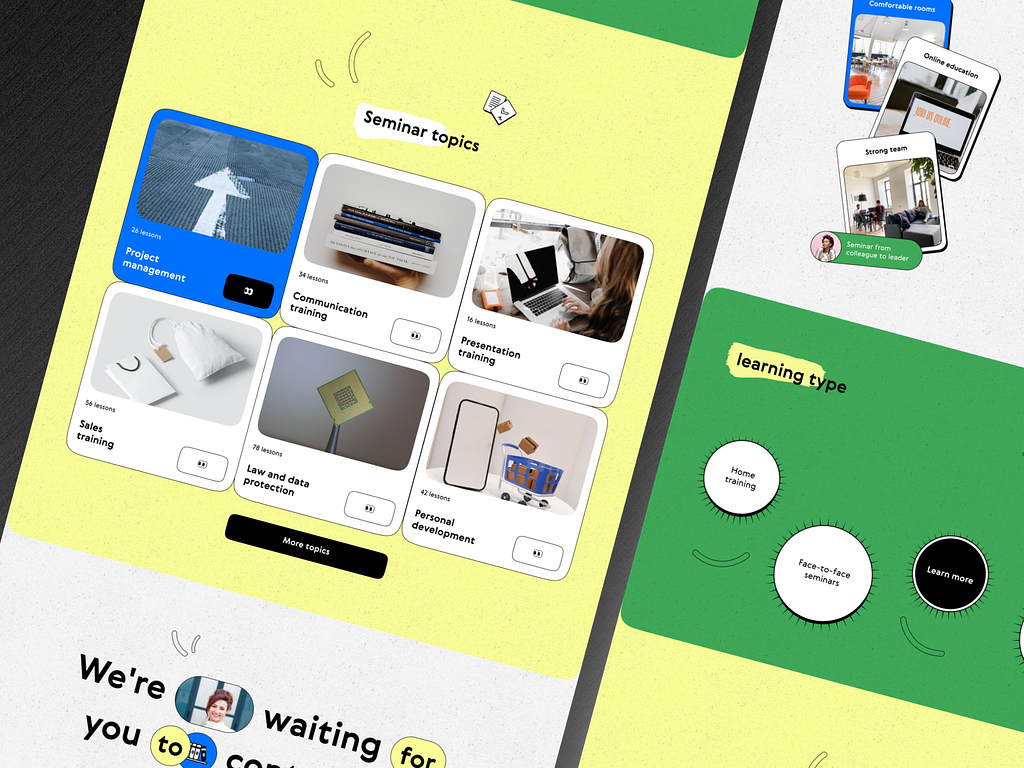 Seminar topics
26 lessons
Project
management
34 lessons
Communication
training
16 lessons
Presentation
training
56 lessons
Sales
training
78 lessons
Law and data
protection
42 lessons
Personal
development
More topics
We're waiting for
you to
Comfortable rooms
Online education
JOIN US ONLINE
Strong team
Seminar from
colleague to leader
learning type
Home
training
Face-to-face
seminars
Learn more